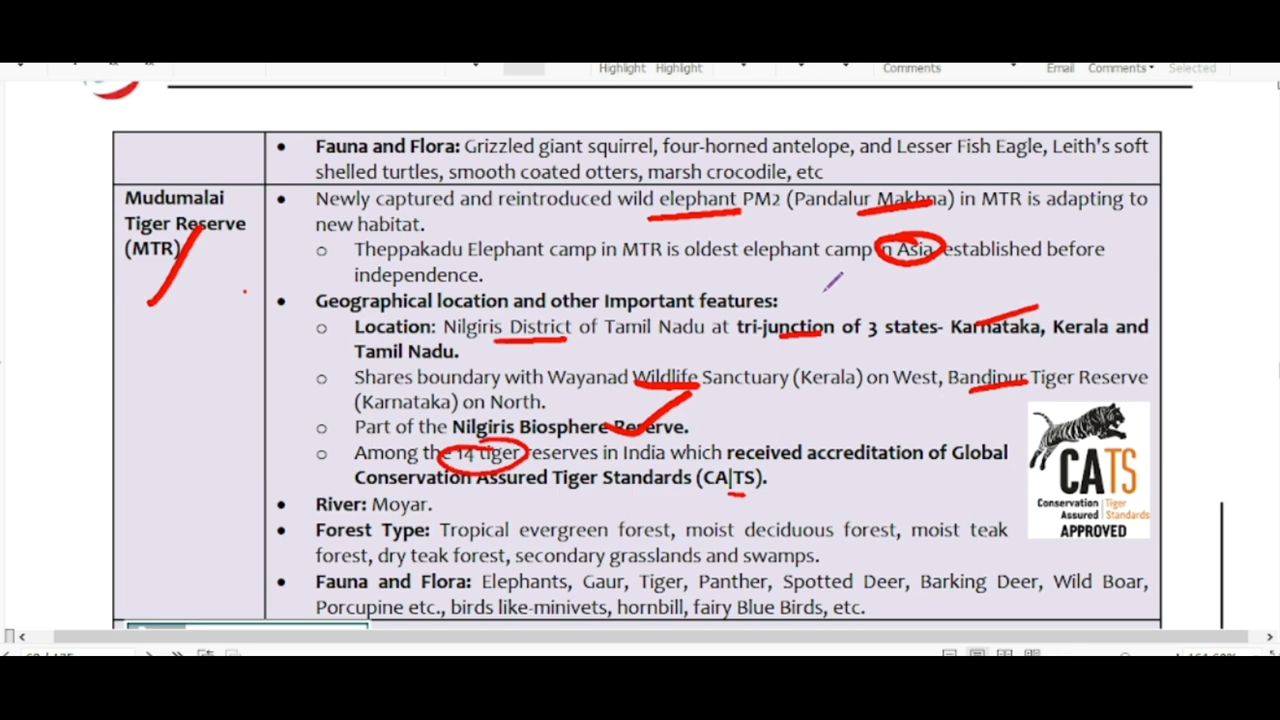 Highlight Highlight Comments Email Comments Selected
• Fauna and Flora: Grizzled giant squirrel, four-horned antelope, and Lesser Fish Eagle, Leith's soft
shelled turtles, smooth coated otters, marsh crocodile, etc
Mudumalai
Tiger Reserve
(MTR)
• Newly captured and reintroduced wild elephant PM2 (Pandalur Makhna) in MTR is adapting to
new habitat.
o Theppakadu Elephant camp in MTR is oldest elephant camp in Asia established before
independence.
• Geographical location and other Important features:
o Location: Nilgiris District of Tamil Nadu at tri-junction of 3 states- Karnataka, Kerala and
Tamil Nadu.
o Shares boundary with Wayanad Wildlife Sanctuary (Kerala) on West, Bandipur Tiger Reserve
(Karnataka) on North.
o Part of the Nilgiris Biosphere Reserve.
o Among the 14 tiger reserves in India which received accreditation of Global
Conservation Assured Tiger Standards (CA|TS).
• River: Moyar.
• Forest Type: Tropical evergreen forest, moist deciduous forest, moist teak
forest, dry teak forest, secondary grasslands and swamps.
• Fauna and Flora: Elephants, Gaur, Tiger, Panther, Spotted Deer, Barking Deer, Wild Boar,
Porcupine etc., birds like-minivets, hornbill, fairy Blue Birds, etc.
CATS
Conservation | Tiger
Assured | Standards
APPROVED